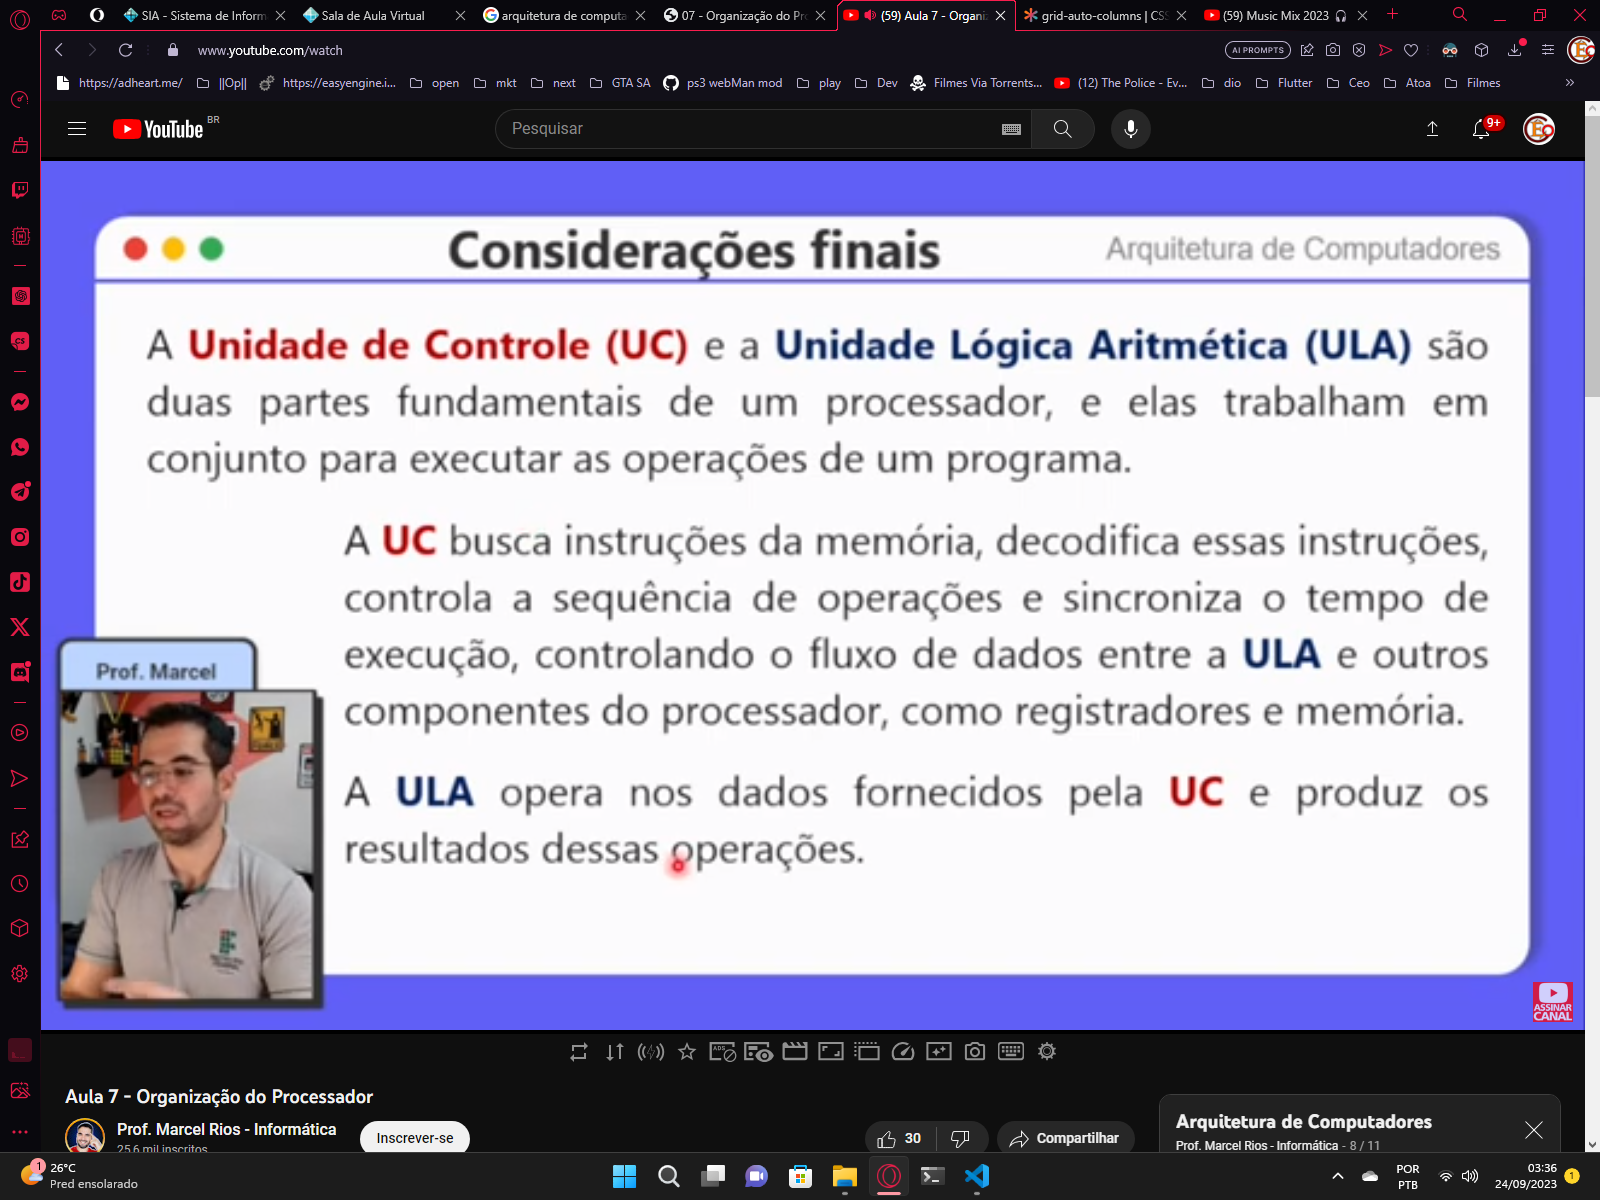 SIA - Sistema de Inform
Sala de Aula Virtual
arquitetura de computa
07 - Organização do Pr
(59) Aula 7 - Organiz
grid-auto-columns | CSS
(59) Music Mix 2023
www.youtube.com/watch
AI PROMPTS
https://adheart.me/
||Op||
https://easyengine.i...
open
mkt
next
GTA SA
ps3 webMan mod
play
Dev
Filmes Via Torrents...
(12) The Police - Ev...
dio
Flutter
Ceo
Atoa
Filmes
YouTube BR
Pesquisar
9+
Considerações finais
Arquitetura de Computadores
A Unidade de Controle (UC) e a Unidade Lógica Aritmética (ULA) são
duas partes fundamentais de um processador, e elas trabalham em
conjunto para executar as operações de um programa.
A UC busca instruções da memória, decodifica essas instruções,
controla a sequência de operações e sincroniza o tempo de
execução, controlando o fluxo de dados entre a ULA e outros
componentes do processador, como registradores e memória.
A ULA opera nos dados fornecidos pela UC e produz os
resultados dessas operações.
Prof. Marcel
ASSINAR
CANAL
Aula 7 - Organização do Processador
Prof. Marcel Rios - Informática
25,6 mil inscritos
Inscrever-se
30
Compartilhar
Arquitetura de Computadores
Prof. Marcel Rios - Informática - 8 / 11
1
26°C
Pred ensolarado
POR
PTB
03:36
24/09/2023
1